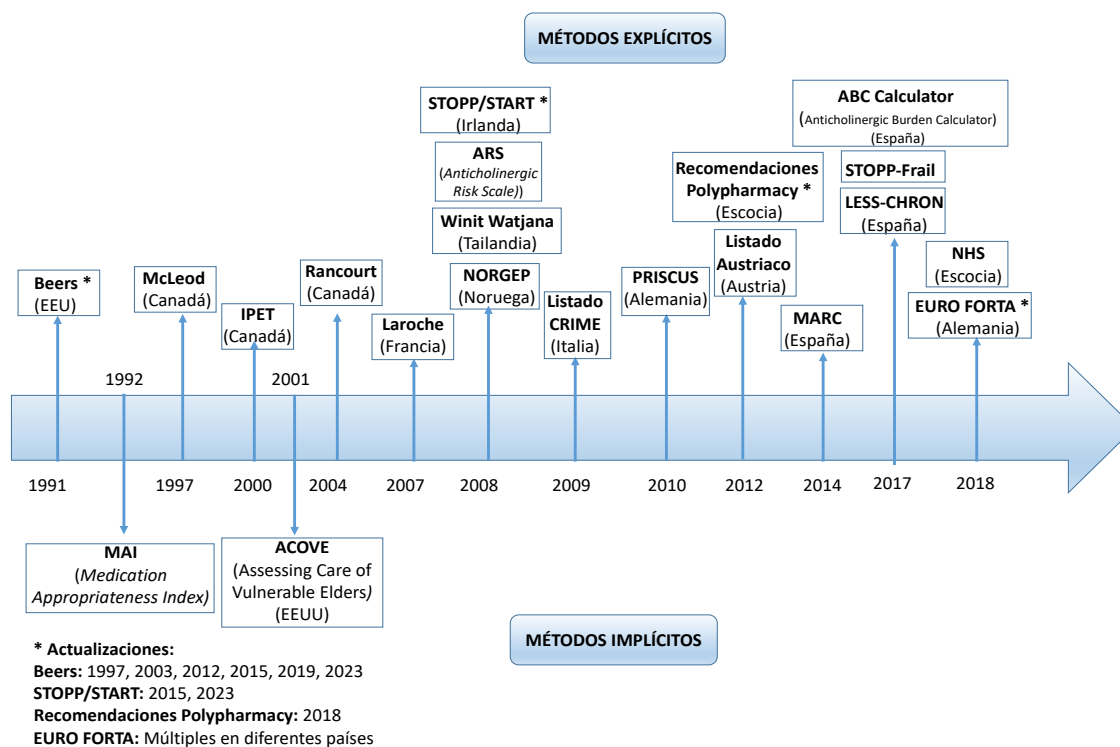 MÉTODOS EXPLÍCITOS
STOPP/START *
(Irlanda)
ARS
(Anticholinergic
Risk Scale))
Winit Watjana
(Tailandia)
NORGEP
(Noruega)
ABC Calculator
(Anticholinergic Burden Calculator)
(España)
STOPP-Frail
LESS-CHRON
(España)
Recomendaciones
Polypharmacy *
(Escocia)
Listado
Austriaco
(Austria)
NHS
(Escocia)
EURO FORTA *
(Alemania)
Beers *
(EEU)
McLeod
(Canadá)
IPET
(Canadá)
Rancourt
(Canadá)
Laroche
(Francia)
Listado
CRIME
(Italia)
PRISCUS
(Alemania)
MARC
(España)
1992
2001
1991
1997
2000
2004
2007
2008
2009
2010
2012
2014
2017
2018
MAI
(Medication
Appropriateness Index)
ACOVE
(Assessing Care of
Vulnerable Elders)
(EEUU)
MÉTODOS IMPLÍCITOS
* Actualizaciones:
Beers: 1997, 2003, 2012, 2015, 2019, 2023
STOPP/START: 2015, 2023
Recomendaciones Polypharmacy: 2018
EURO FORTA: Múltiples en diferentes países